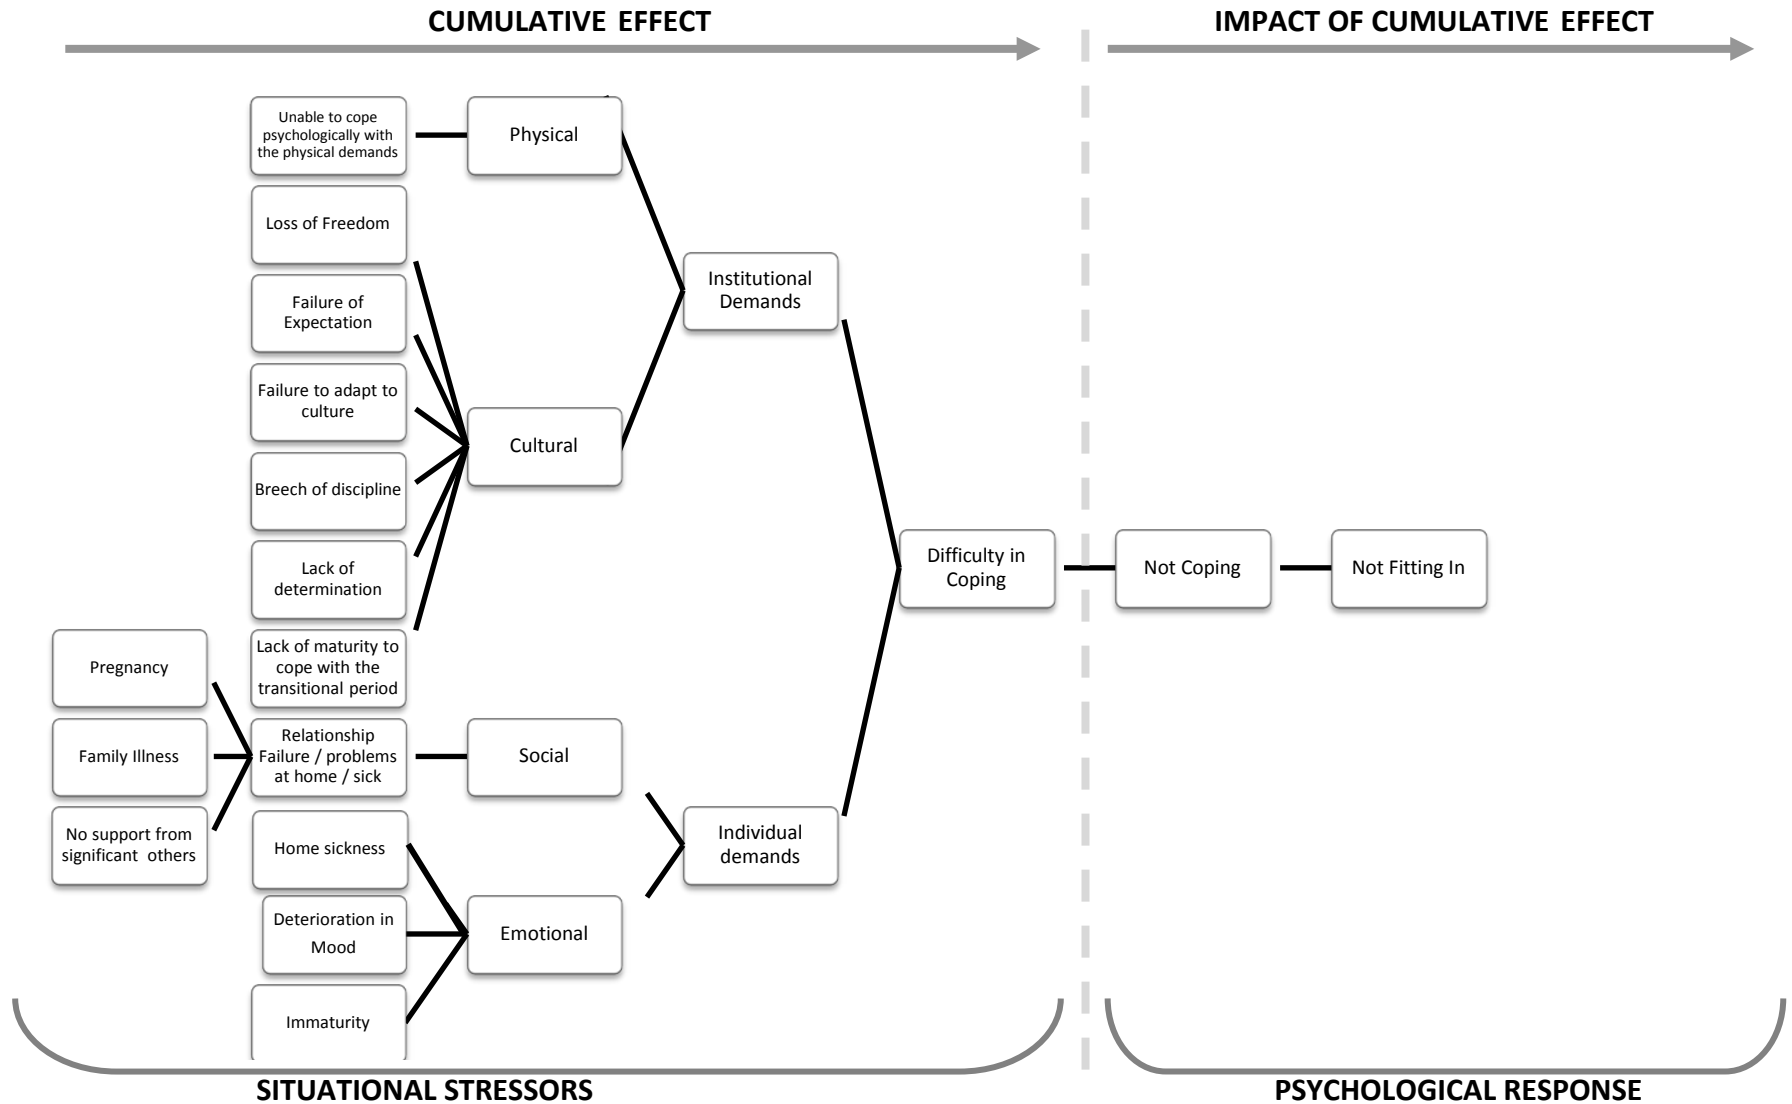 CUMULATIVE EFFECT
IMPACT OF CUMULATIVE EFFECT
Unable to cope
psychologically with
the physical demands
Physical
Loss of Freedom
Failure of
Expectation
Institutional
Demands
Failure to adapt to
culture
Cultural
Breech of discipline
Lack of
determination
Difficulty in
Coping
Not Coping
Not Fitting In
Pregnancy
Lack of maturity to
cope with the
transitional period
Family Illness
Relationship
Failure / problems
at home / sick
Social
No support from
significant others
Home sickness
Individual
demands
Deterioration in
Mood
Emotional
Immaturity
SITUATIONAL STRESSORS
PSYCHOLOGICAL RESPONSE